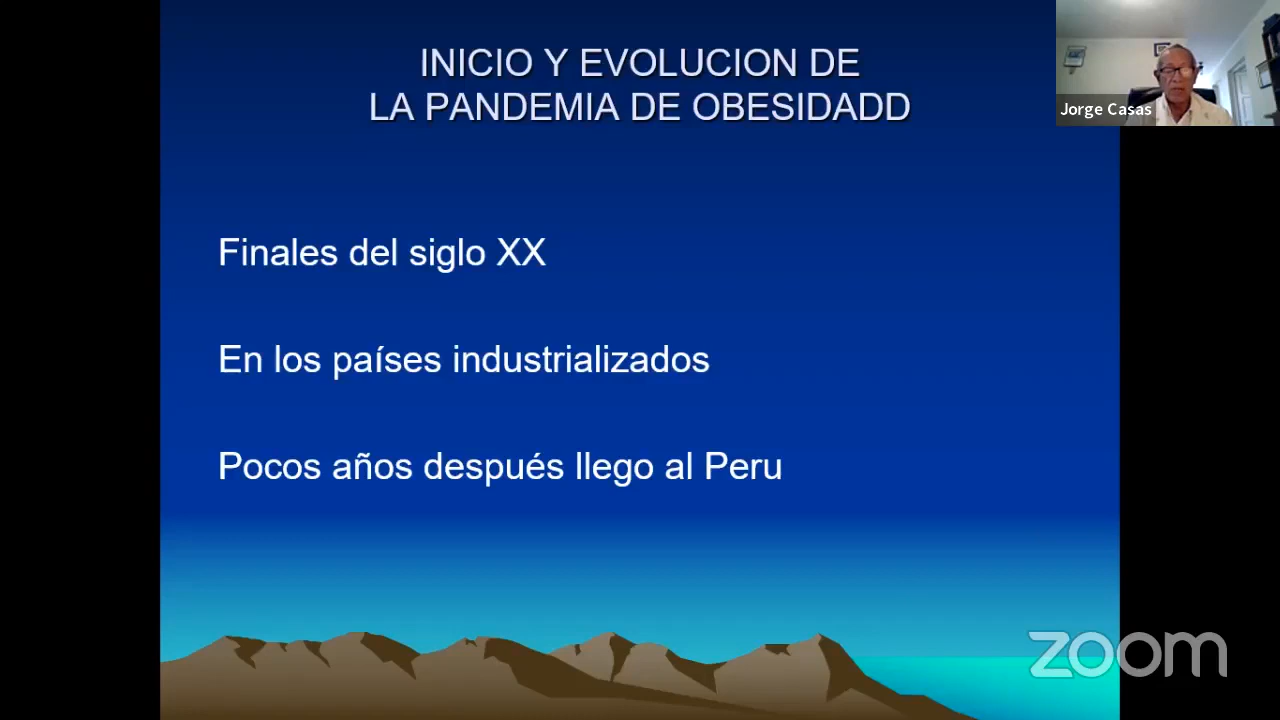 INICIO Y EVOLUCION DE
LA PANDEMIA DE OBESIDADD
Jorge Casas
Finales del siglo XX
En los países industrializados
Pocos años después llego al Peru
zoom